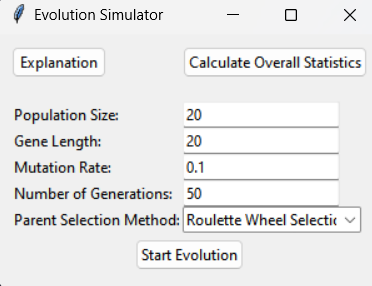 Evolution Simulator
Explanation Calculate Overall Statistics
Population Size: 20
Gene Length: 20
Mutation Rate: 0.1
Number of Generations: 50
Parent Selection Method: Roulette Wheel Selectic
Start Evolution